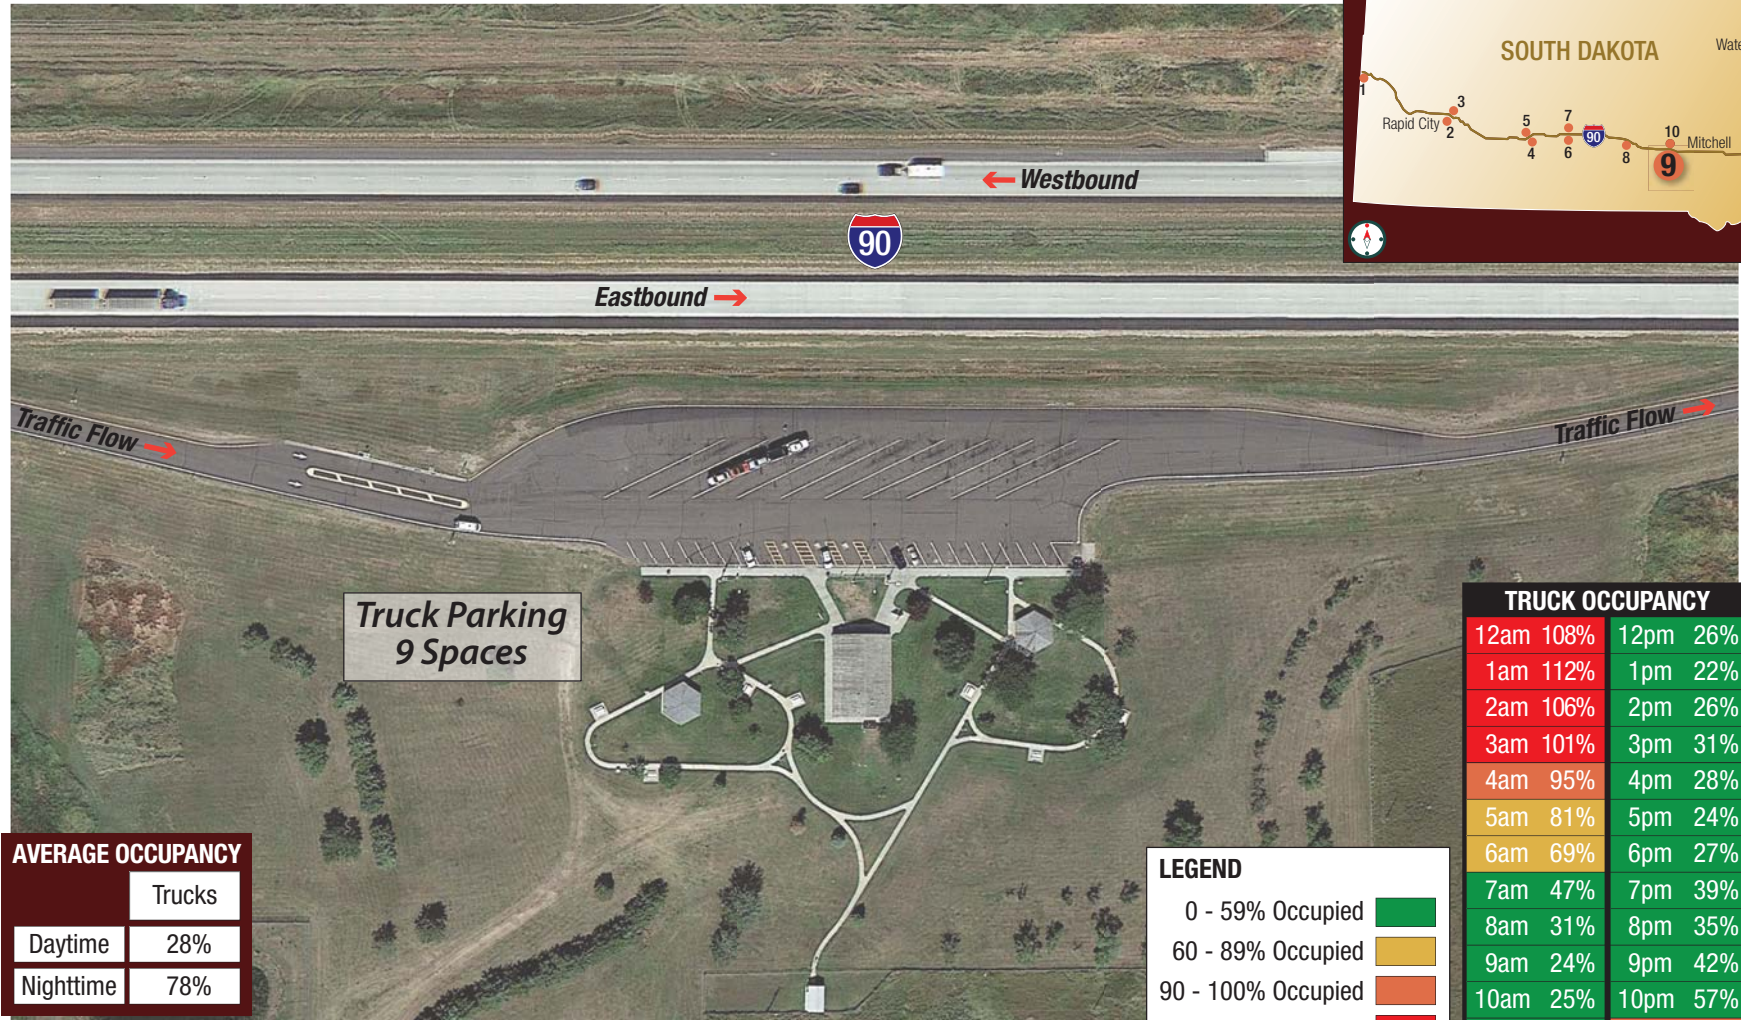 SOUTH DAKOTA
Wate
1
3
Rapid City
2
5
4
7
6
90
8
10
Mitchell
9
Westbound
90
Eastbound
Traffic Flow
Traffic Flow
Truck Parking
9 Spaces
TRUCK OCCUPANCY
12am 108% 12pm 26%
1am 112% 1pm 22%
2am 106% 2pm 26%
3am 101% 3pm 31%
4am 95% 4pm 28%
5am 81% 5pm 24%
6am 69% 6pm 27%
7am 47% 7pm 39%
8am 31% 8pm 35%
9am 24% 9pm 42%
10am 25% 10pm 57%
AVERAGE OCCUPANCY
Trucks
Daytime 28%
Nighttime 78%
LEGEND
0 - 59% Occupied
60 - 89% Occupied
90 - 100% Occupied